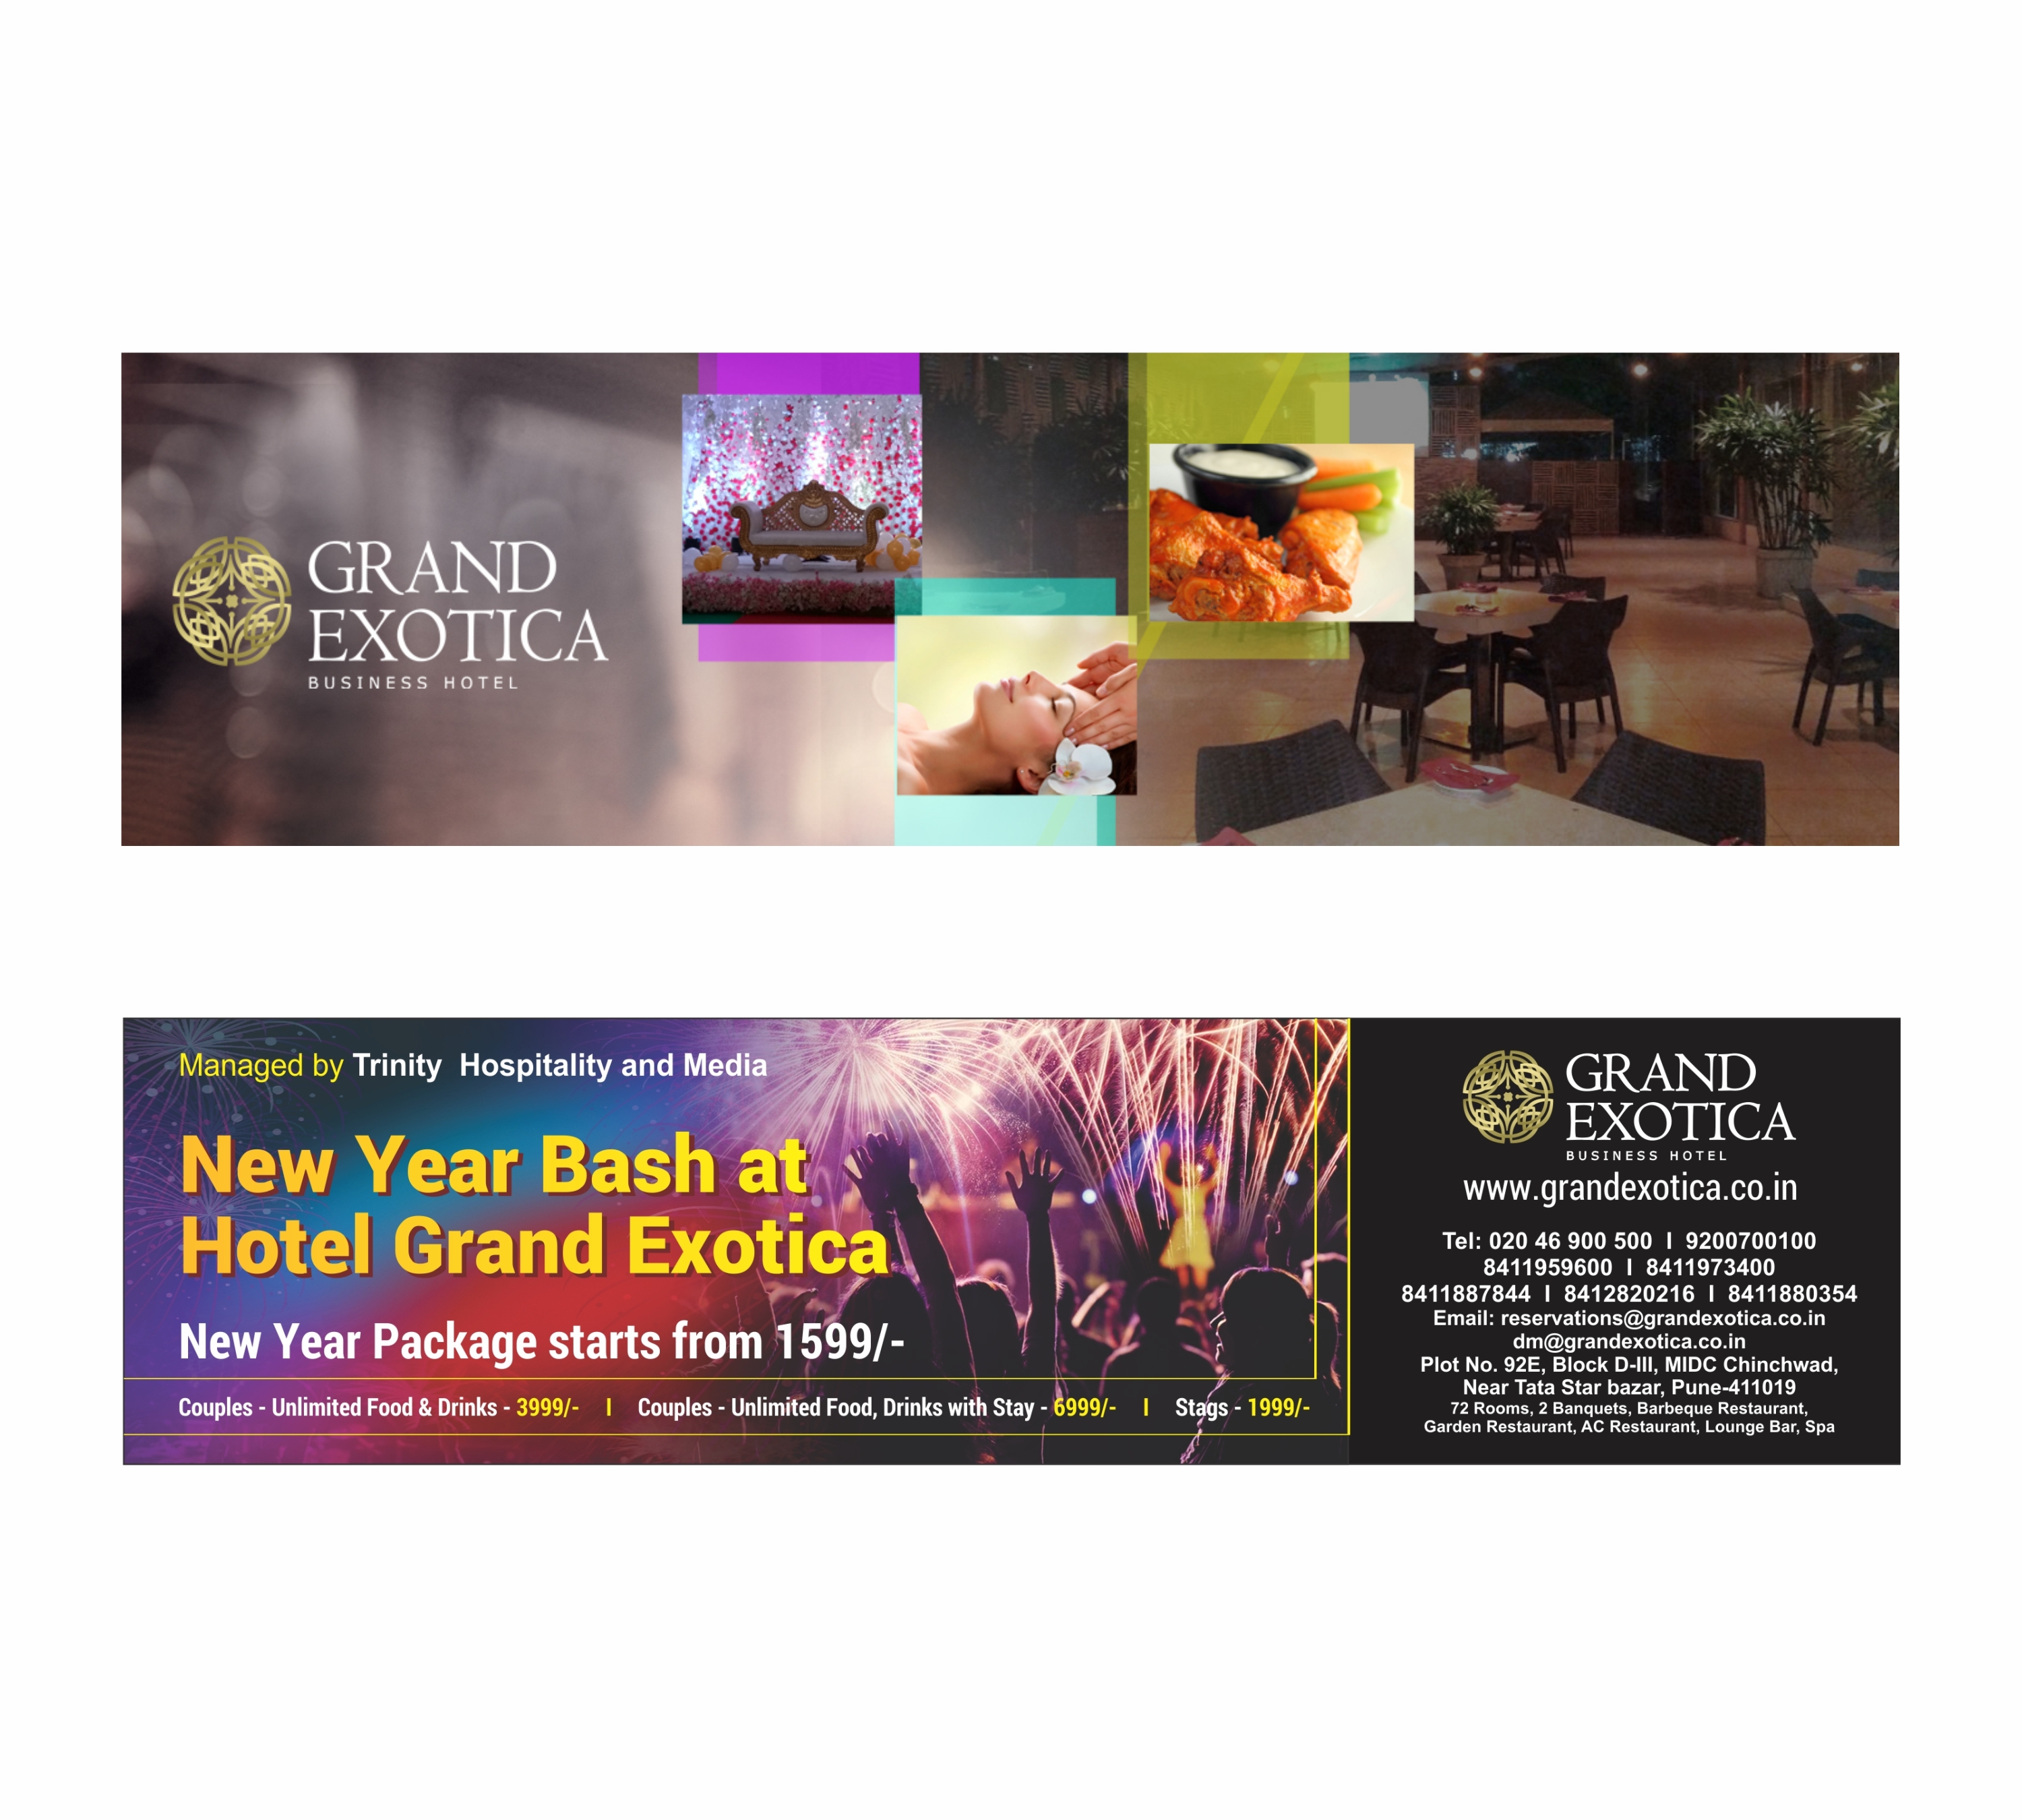 GRAND
EXOTICA
BUSINESS HOTEL
Managed by Trinity Hospitality and Media
New Year Bash at
Hotel Grand Exotica
New Year Package starts from 1599/-
Couples - Unlimited Food & Drinks - 3999/- I Couples - Unlimited Food, Drinks with Stay - 6999/- I Stags - 1999/-
GRAND
EXOTICA
BUSINESS HOTEL
www.grandexotica.co.in
Tel: 020 46 900 500 I 9200700100
8411959600 I 8411973400
8411887844 I 8412820216 I 8411880354
Email: reservations@grandexotica.co.in
dm@grandexotica.co.in
Plot No. 92E, Block D-III, MIDC Chinchwad,
Near Tata Star bazar, Pune-411019
72 Rooms, 2 Banquets, Barbeque Restaurant,
Garden Restaurant, AC Restaurant, Lounge Bar, Spa